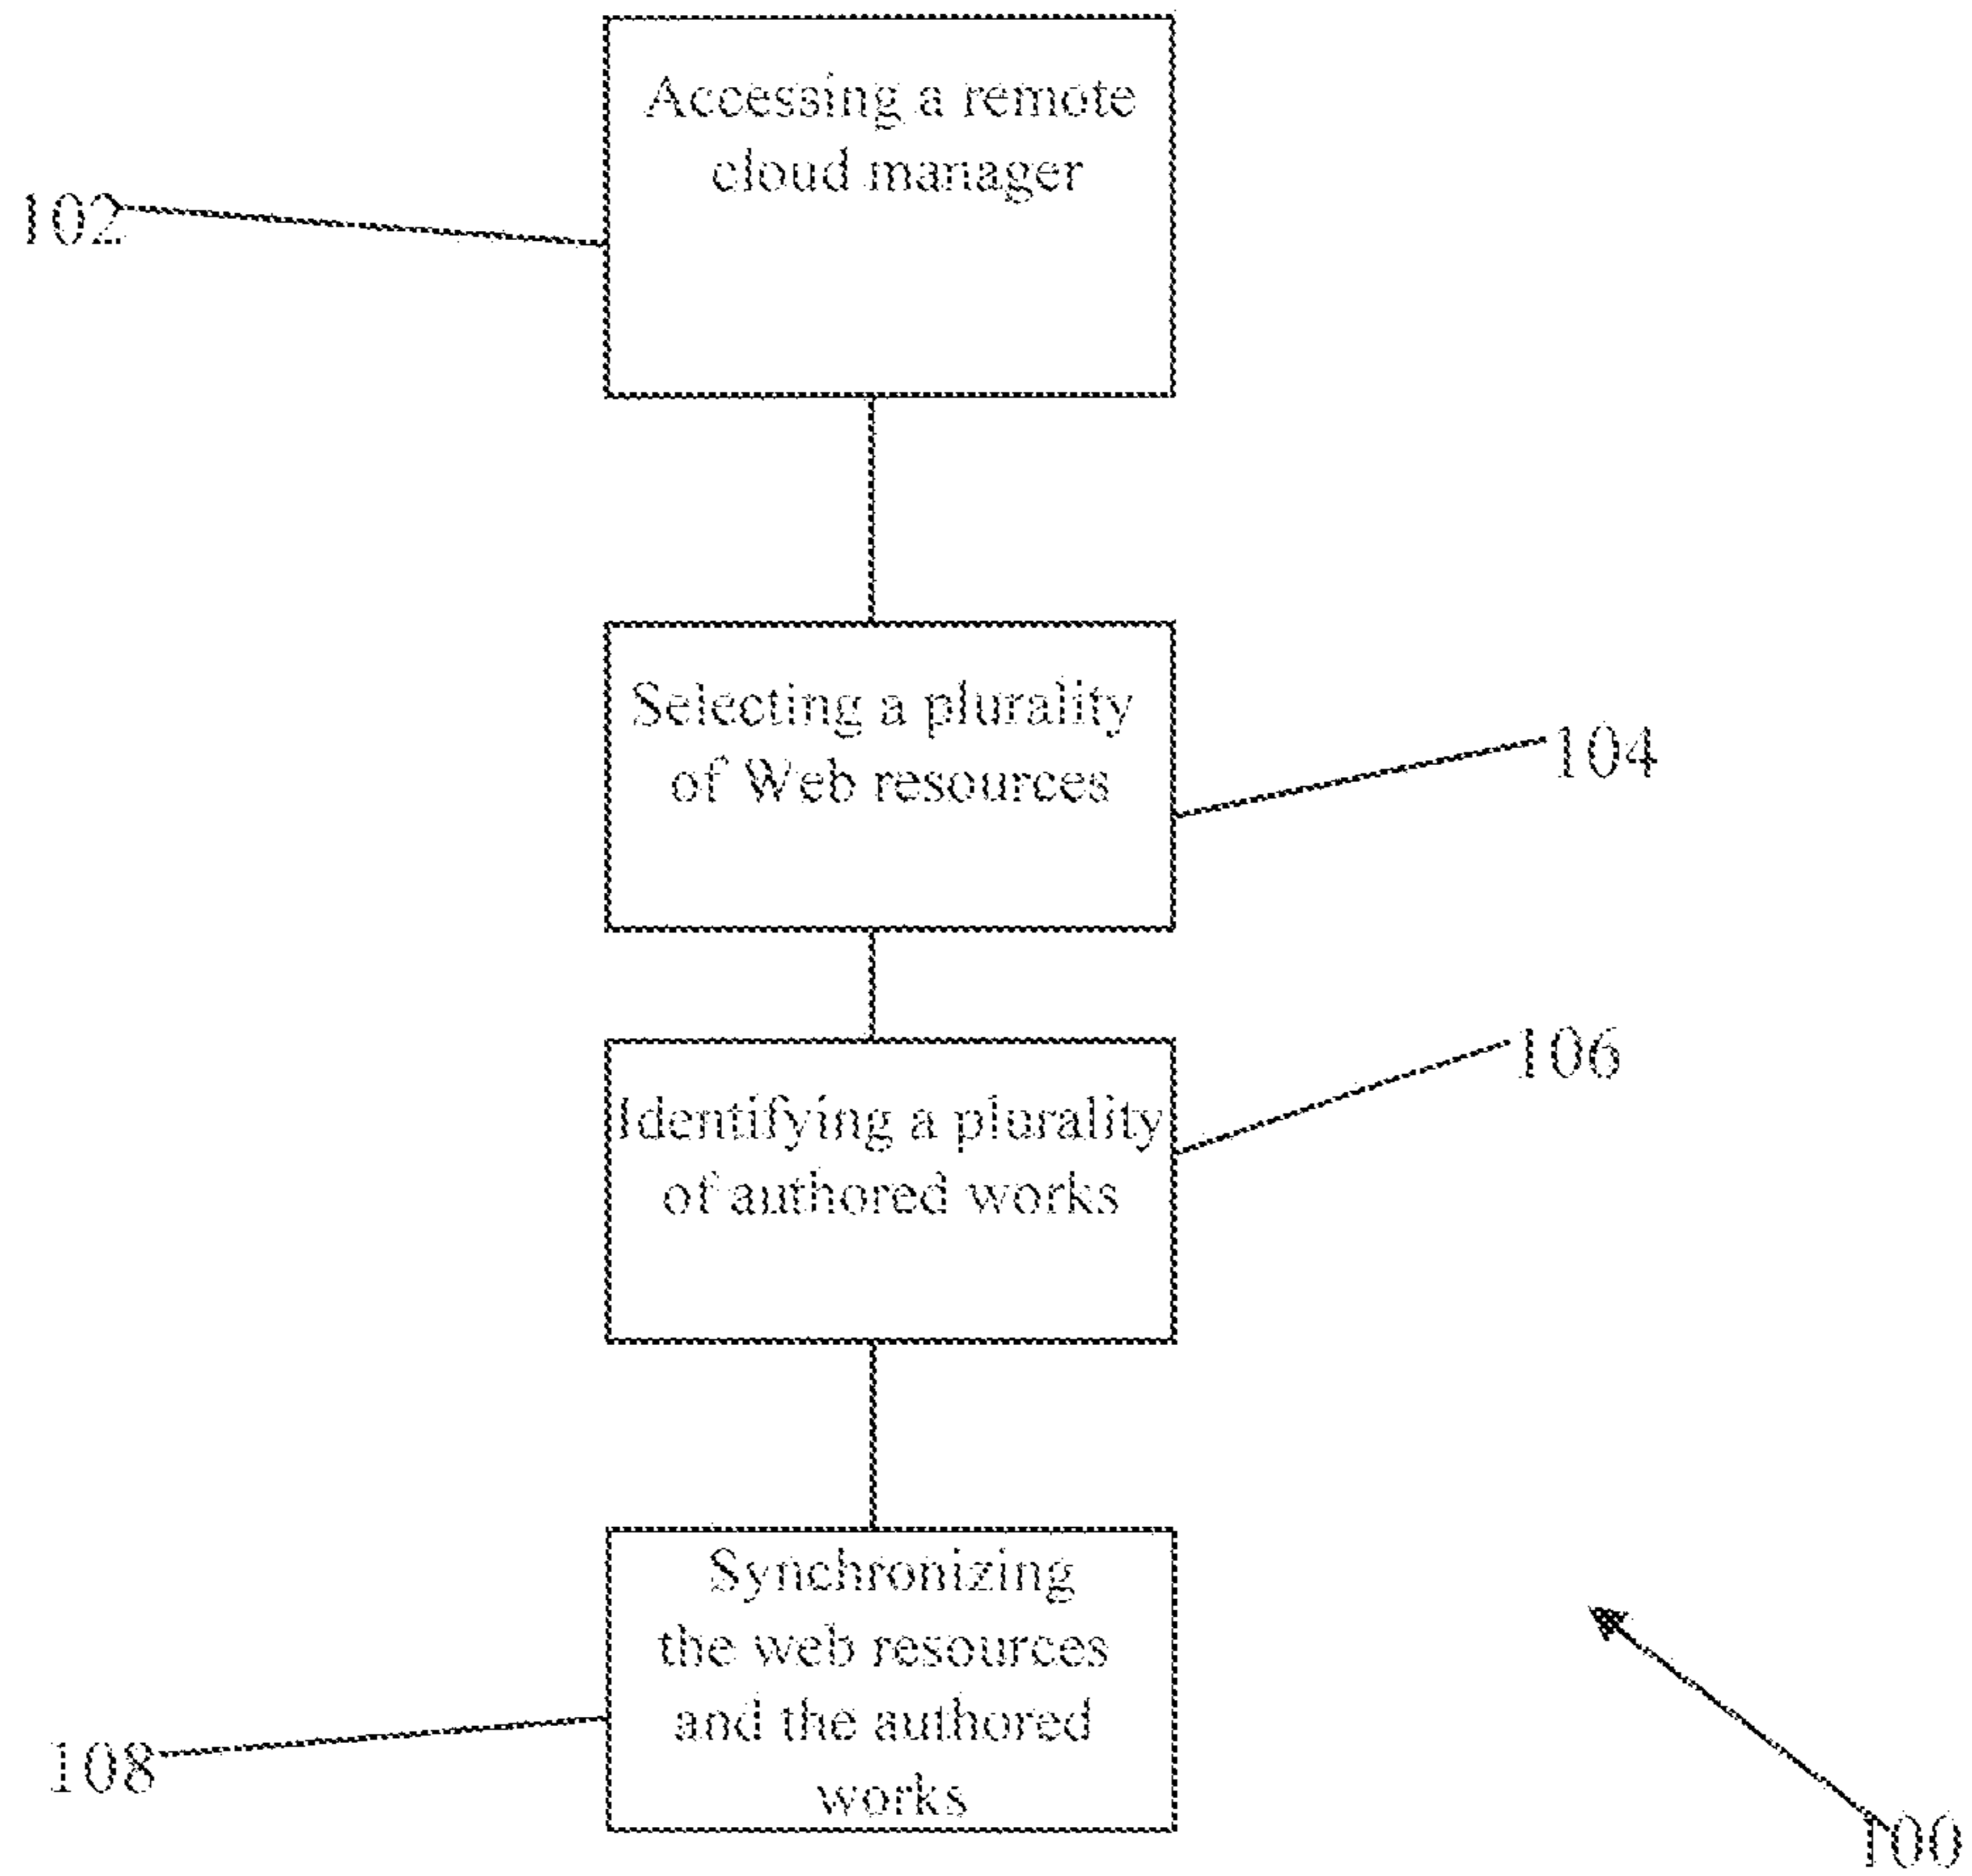 Accessing a remote
cloud manager
102
Selecting a plurality
of Web resources
104
106
Identifying a plurality
of authored works
Synchronizing
the web resources
and the authored
works
108
100